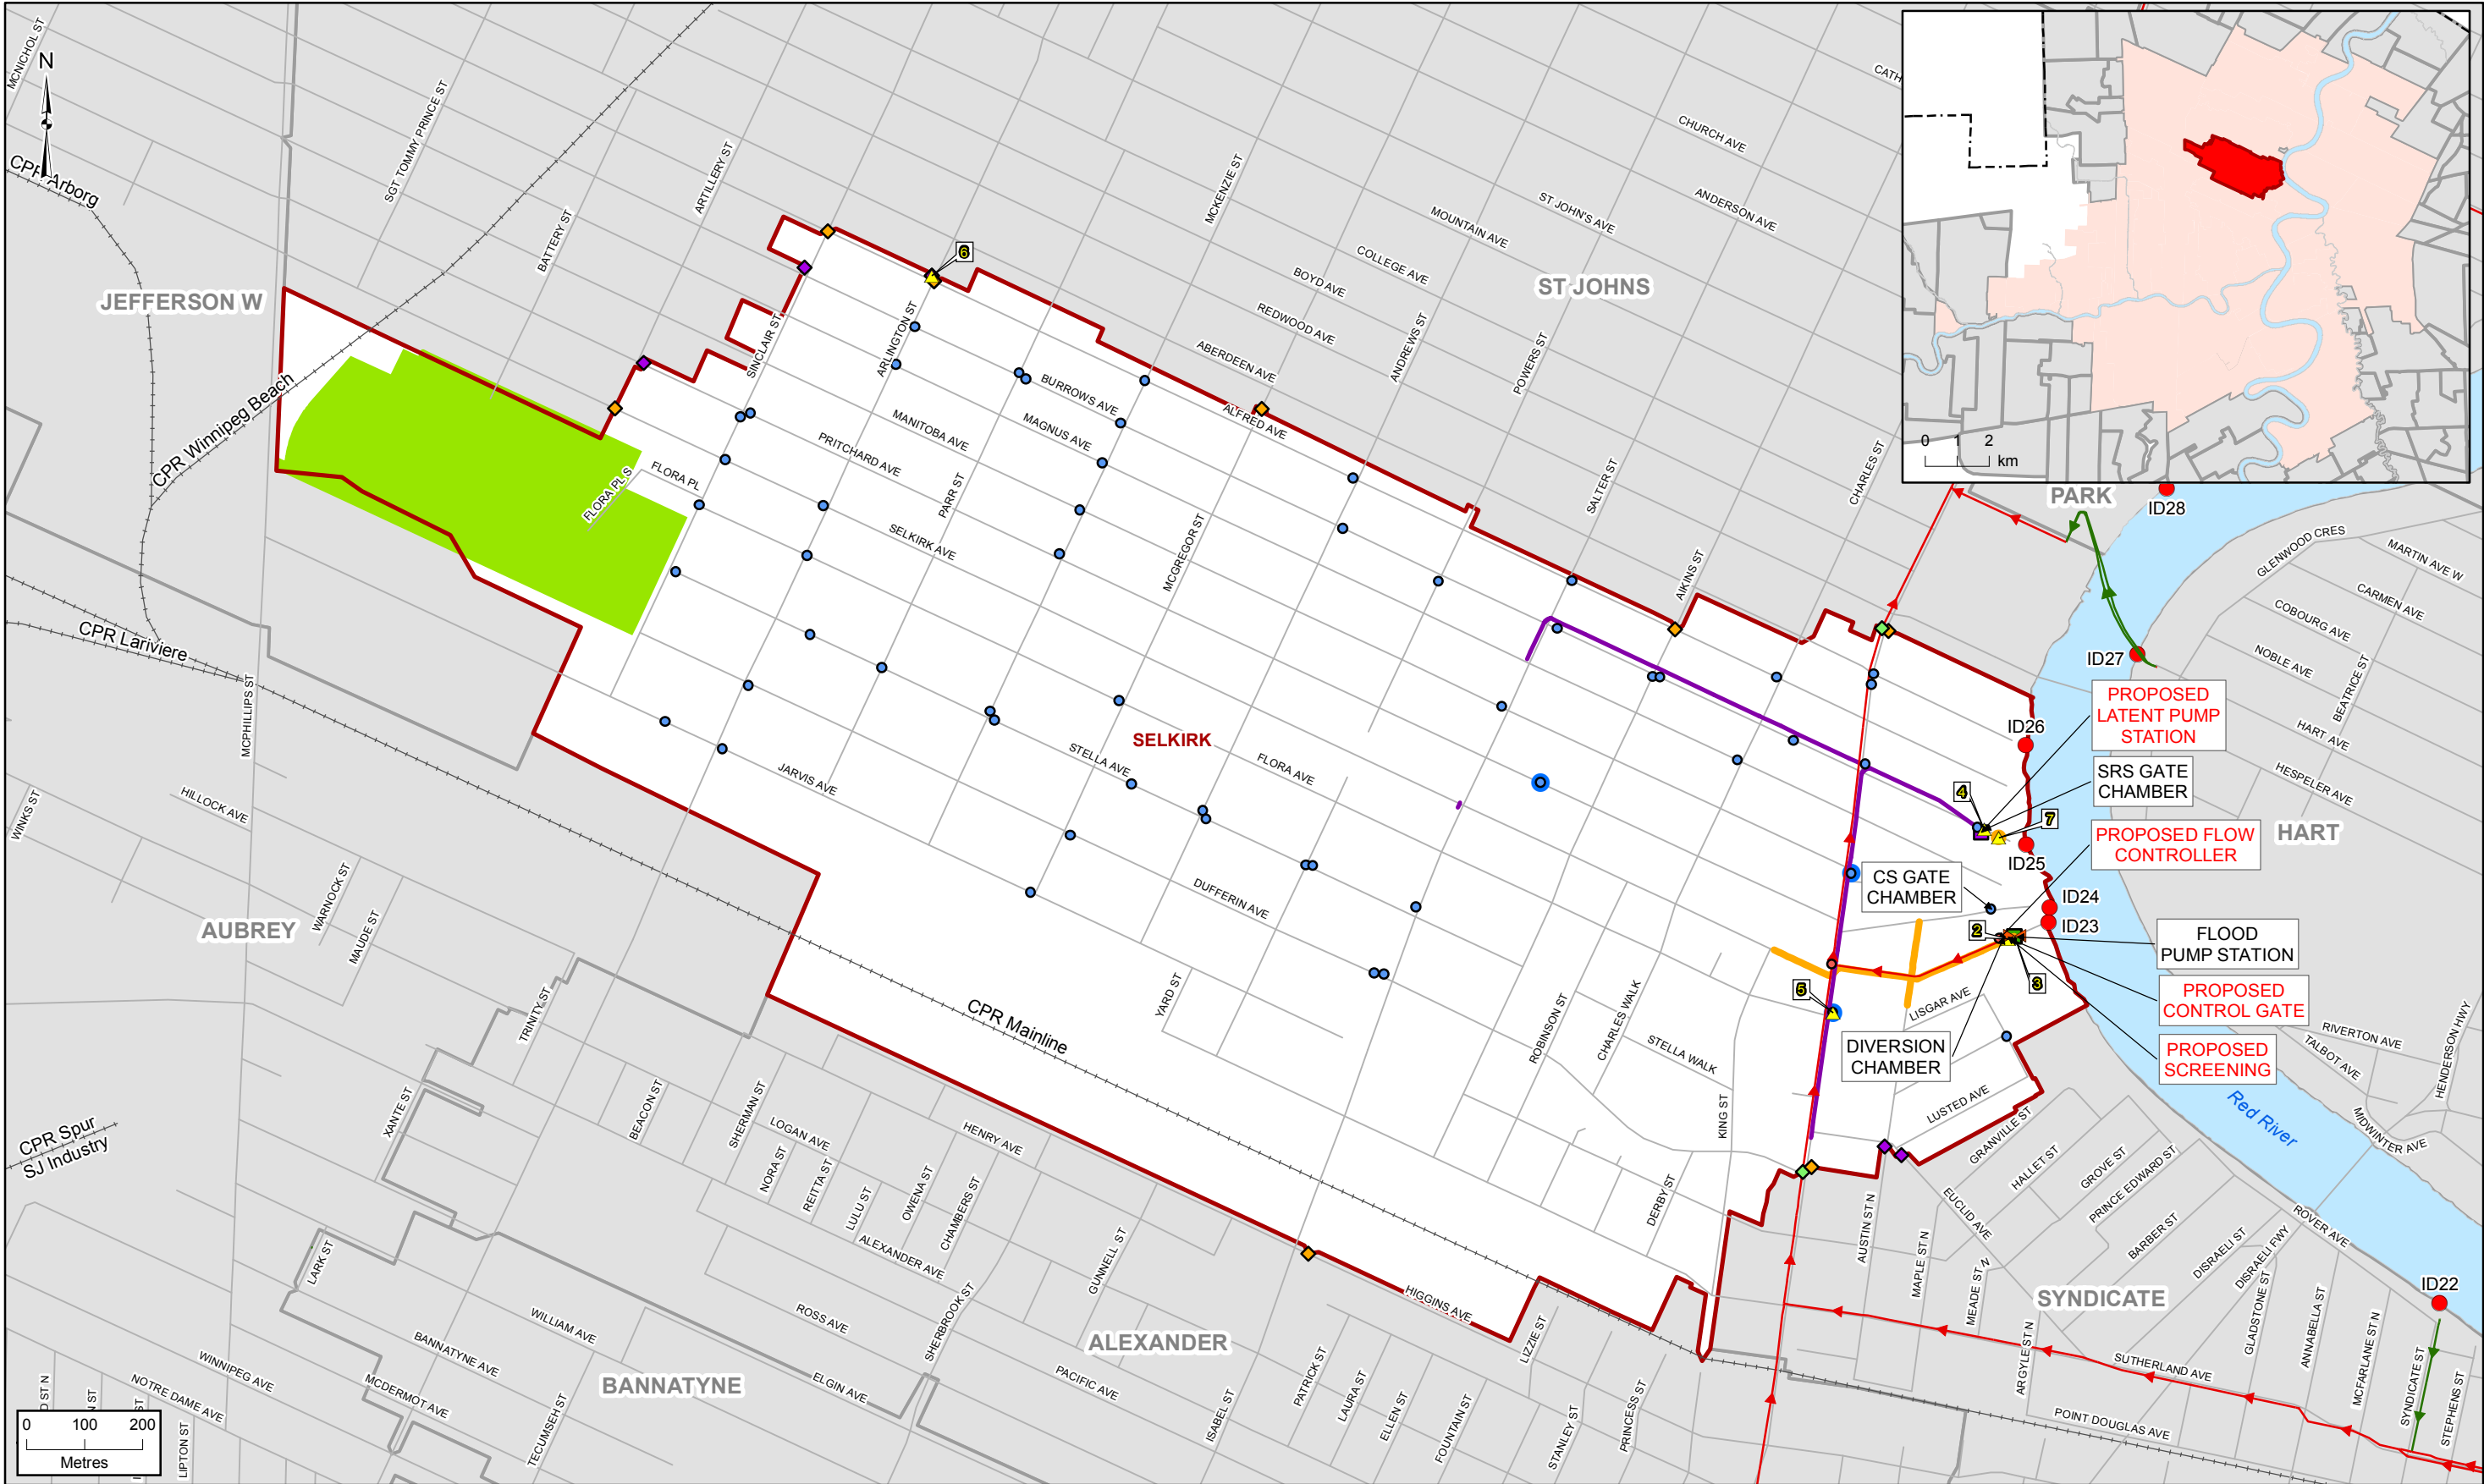 MCNICHOL ST
N
CPR Arborg
SGT TOMMY PRINCE ST
ARTILLERY ST
BATTERY ST
JEFFERSON W
CPR Winnipeg Beach
CPR Lariviere
MCPHILLIPS ST
MCKENZIE ST
MOUNTAIN AVE
COLLEGE AVE
BOYD AVE
REDWOOD AVE
ABERDEEN AVE
ST JOHN'S AVE
CHURCH AVE
ANDERSON AVE
CATH
ST JOHNS
ANDREWS ST
POWERS ST
SALTER ST
CHARLES ST
AIKINS ST
0 1 2
km
PARK
ID28
GLENWOOD CRES
MARTIN AVE W
CARMEN AVE
COBOURG AVE
NOBLE AVE
BEATRICE ST
HART AVE
HESPELER AVE
HART
ID27
ID26
ID25
ID24
ID23
PROPOSED
LATENT PUMP
STATION
SRS GATE
CHAMBER
PROPOSED FLOW
CONTROLLER
FLOOD
PUMP STATION
PROPOSED
CONTROL GATE
PROPOSED
SCREENING
CS GATE
CHAMBER
DIVERSION
CHAMBER
6
4
7
2
3
5
SINCLAIR ST
ARLINGTON ST
BURROWS AVE
ALFRED AVE
MAGNUS AVE
MANITOBA AVE
PRITCHARD AVE
FLORA PL
FLORA PL S
PARR ST
SELKIRK AVE
MCGREGOR ST
SELKIRK
STELLA AVE
FLORA AVE
JARVIS AVE
DUFFERIN AVE
YARD ST
CPR Mainline
ROBINSON ST
CHARLES WALK
STELLA WALK
KING ST
DERBY ST
LISGAR AVE
LUSTED AVE
GRANVILLE ST
HALLET ST
GROVE ST
PRINCE EDWARD ST
EUCLID AVE
BARBER ST
DISRAELI ST
DISRAELI FWY
ROVER AVE
Red River
RIVERTON AVE
TALBOT AVE
HENDERSON HWY
MIDWINTER AVE
ID22
SYNDICATE
AUSTIN ST N
MAPLE ST N
MEADE ST N
ARGYLE ST N
GLADSTONE ST
ANNABELLA ST
MCFARLANE ST N
SYNDICATE ST
STEPHENS ST
SUTHERLAND AVE
POINT DOUGLAS AVE
WINKS ST
HILLOCK AVE
WARNOCK ST
MAUDE ST
AUBREY
TRINITY ST
XANTE ST
BEACON ST
SHERMAN ST
LOGAN AVE
NORA ST
REITTA ST
LULU ST
OWENA ST
CHAMBERS ST
HENRY AVE
ALEXANDER AVE
GUNNELL ST
SHERBROOK ST
HIGGINS AVE
CPR Spur
SJ Industry
LARK ST
WILLIAM AVE
BANNATYNE AVE
ROSS AVE
ELGIN AVE
PACIFIC AVE
ALEXANDER
BANNATYNE
WINNIPEG AVE
NOTRE DAME AVE
MCDERMOT AVE
TECUMSEH ST
LIPTON ST
ISABEL ST
PATRICK ST
LAURA ST
ELLEN ST
FOUNTAIN ST
LIZZIE ST
STANLEY ST
PRINCESS ST
0 100 200
Metres